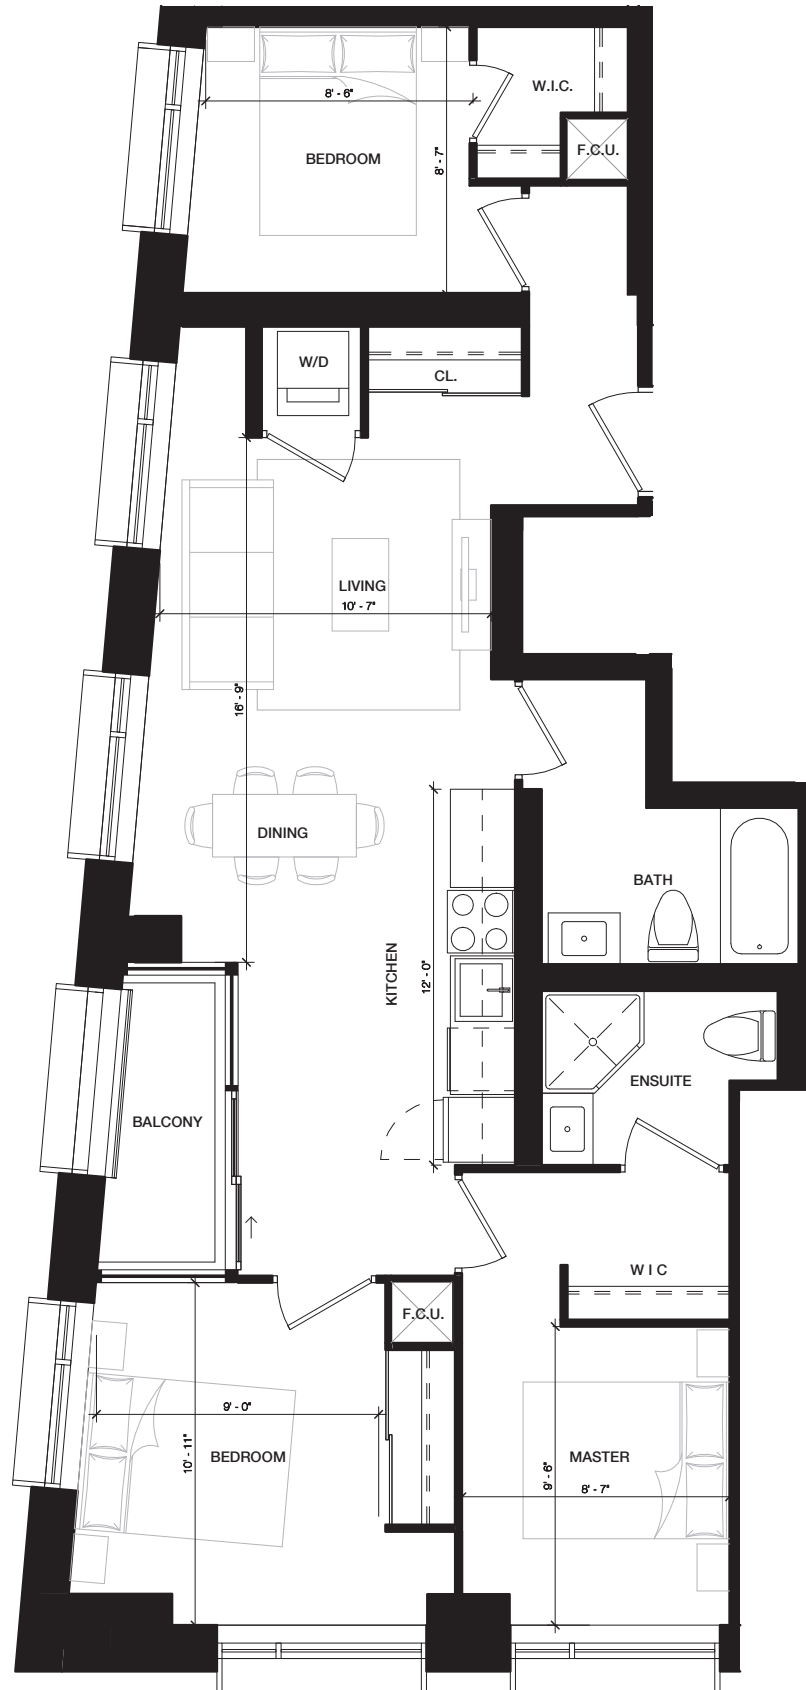 W.I.C.
8' - 6"
F.C.U.
BEDROOM
8' - 7"
W/D
CL.
LIVING
10' - 7"
16' - 9"
DINING
BATH
KITCHEN
12' - 0"
ENSUITE
BALCONY
W I C
F.C.U.
9' - 0"
BEDROOM
10' - 11"
MASTER
9' - 6"
8' - 7"